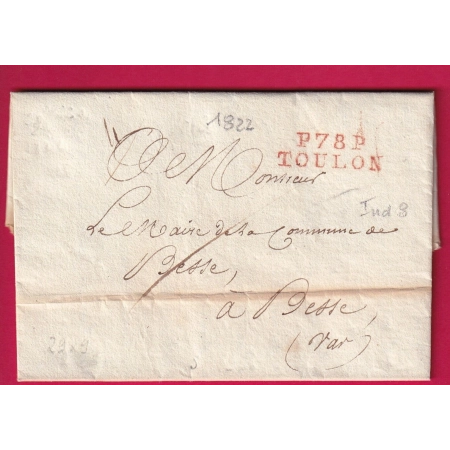 1822
P78P
TOULON
A Monsieur
Le Maire de la Commune de
Besse,
à Besse,
(Var)
Ind 8